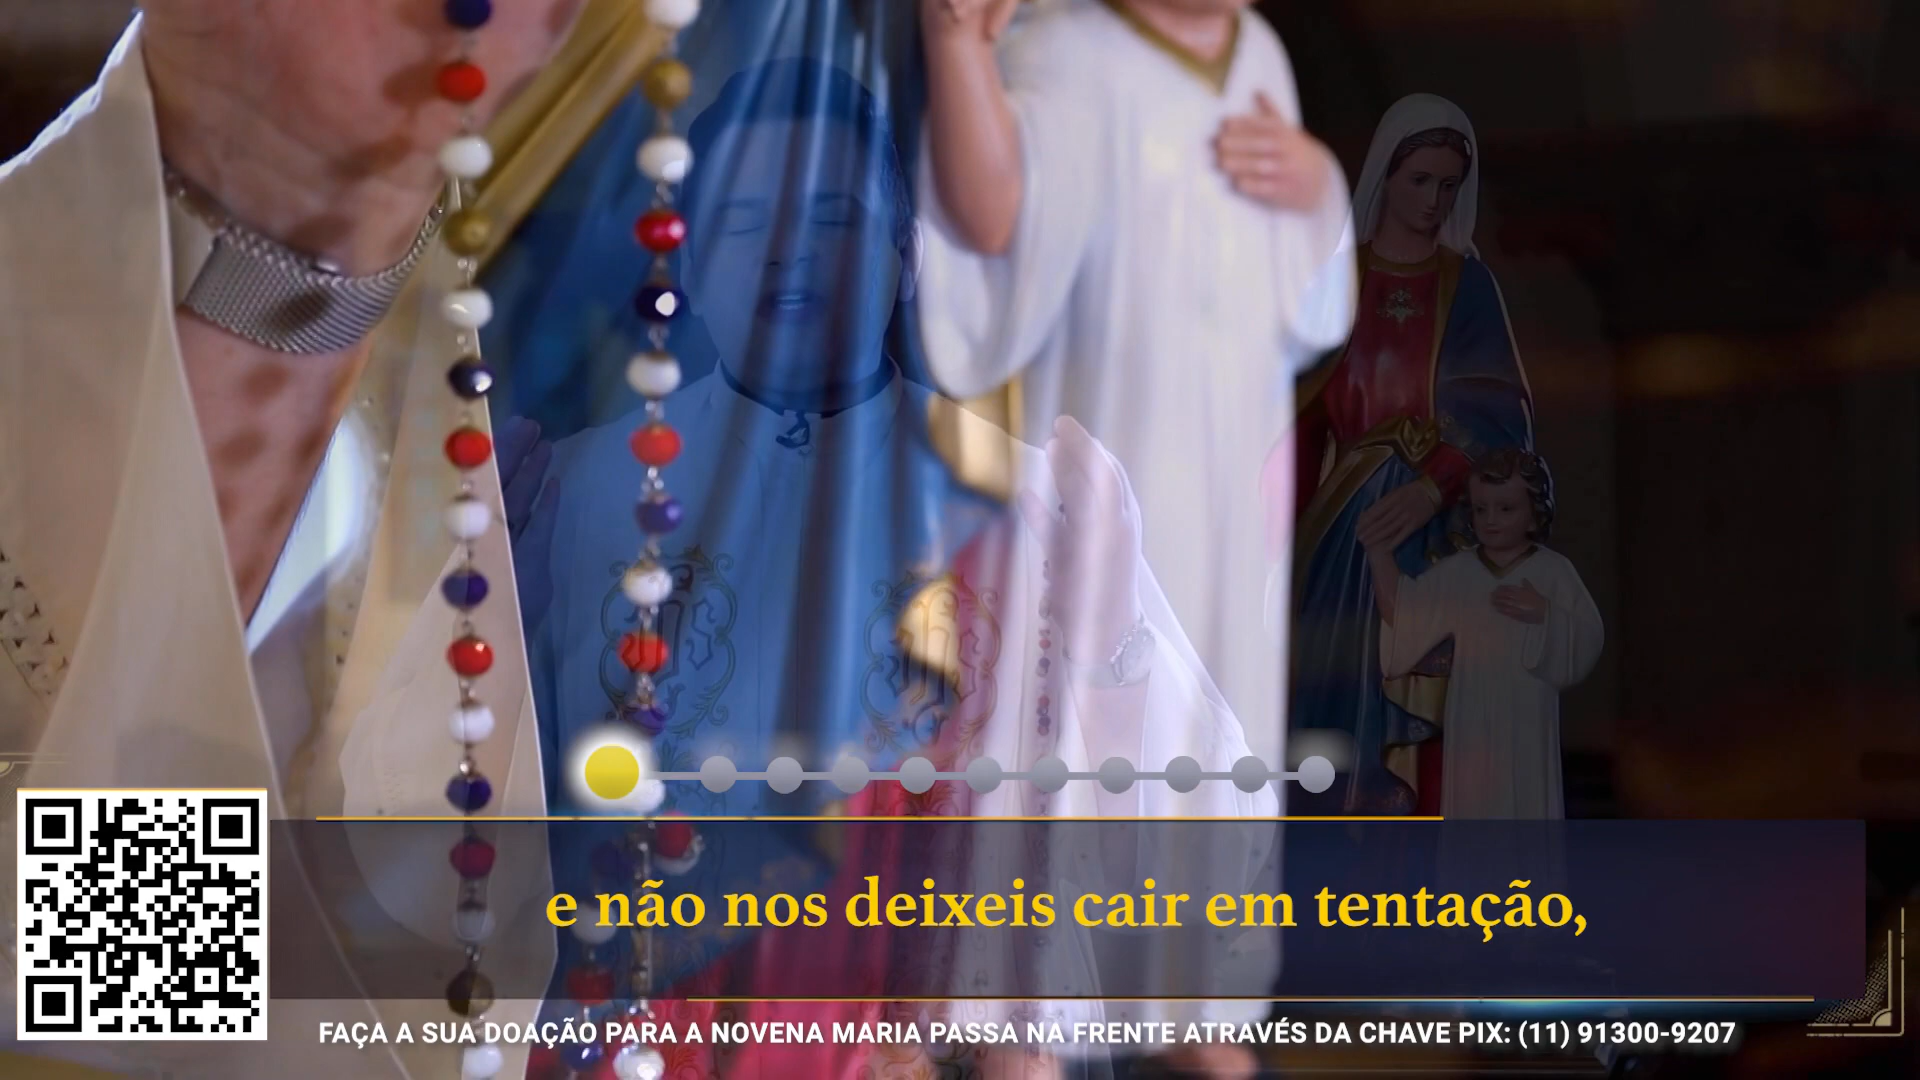 e não nos deixeis cair em tentação,
FAÇA A SUA DOAÇÃO PARA A NOVENA MARIA PASSA NA FRENTE ATRAVÉS DA CHAVE PIX: (11) 91300-9207